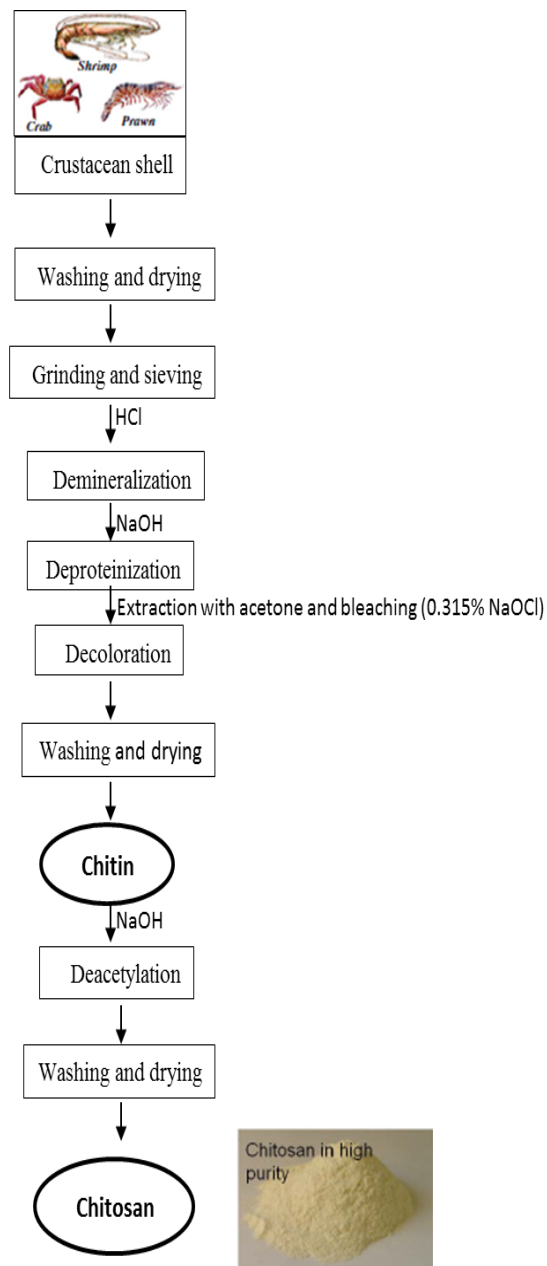 Shrimp
Crab
Prawn
Crustacean shell
Washing and drying
Grinding and sieving
HCl
Demineralization
NaOH
Deproteinization
Extraction with acetone and bleaching (0.315% NaOCl)
Decoloration
Washing and drying
Chitin
NaOH
Deacetylation
Washing and drying
Chitosan
Chitosan in high
purity